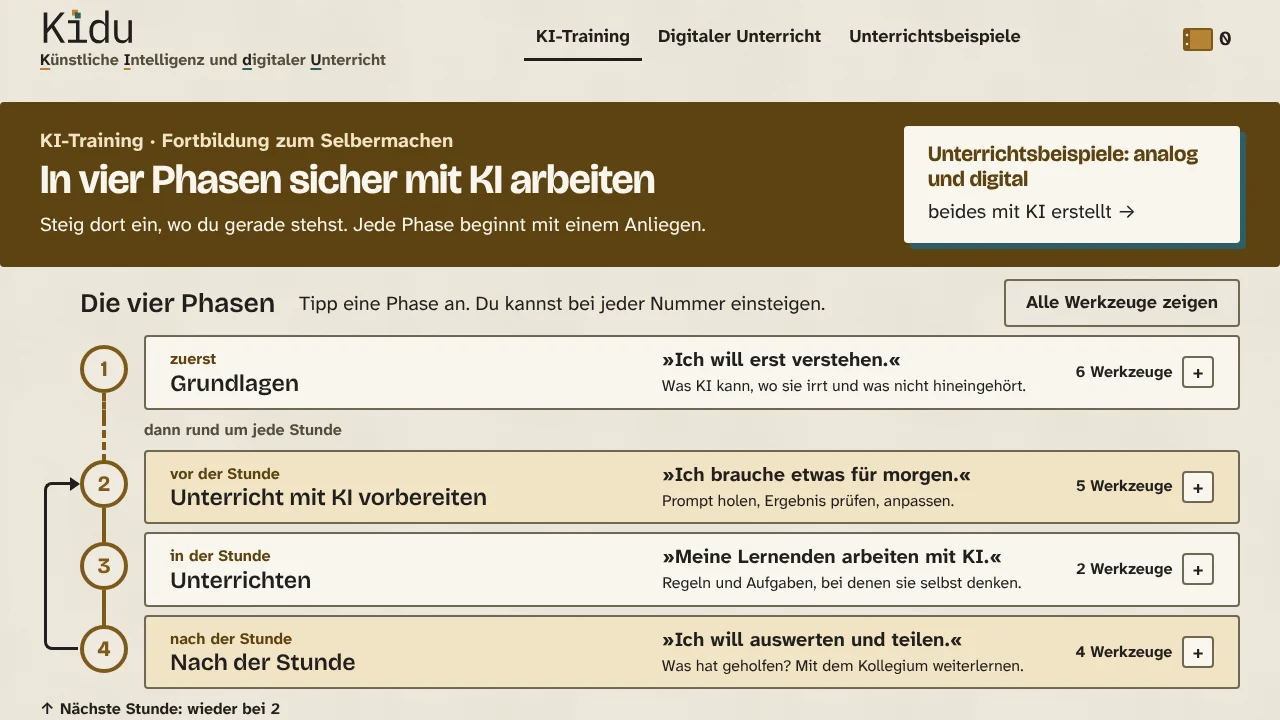 Kidu
Künstliche Intelligenz und digitaler Unterricht
KI-Training
Digitaler Unterricht
Unterrichtsbeispiele
0
KI-Training · Fortbildung zum Selbermachen
In vier Phasen sicher mit KI arbeiten
Steig dort ein, wo du gerade stehst. Jede Phase beginnt mit einem Anliegen.
Unterrichtsbeispiele: analog
und digital
beides mit KI erstellt →
Die vier Phasen
Tipp eine Phase an. Du kannst bei jeder Nummer einsteigen.
Alle Werkzeuge zeigen
1
zuerst
Grundlagen
»Ich will erst verstehen.«
Was KI kann, wo sie irrt und was nicht hineingehört.
6 Werkzeuge
+
dann rund um jede Stunde
2
vor der Stunde
Unterricht mit KI vorbereiten
»Ich brauche etwas für morgen.«
Prompt holen, Ergebnis prüfen, anpassen.
5 Werkzeuge
+
3
in der Stunde
Unterrichten
»Meine Lernenden arbeiten mit KI.«
Regeln und Aufgaben, bei denen sie selbst denken.
2 Werkzeuge
+
4
nach der Stunde
Nach der Stunde
»Ich will auswerten und teilen.«
Was hat geholfen? Mit dem Kollegium weiterlernen.
4 Werkzeuge
+
↑ Nächste Stunde: wieder bei 2